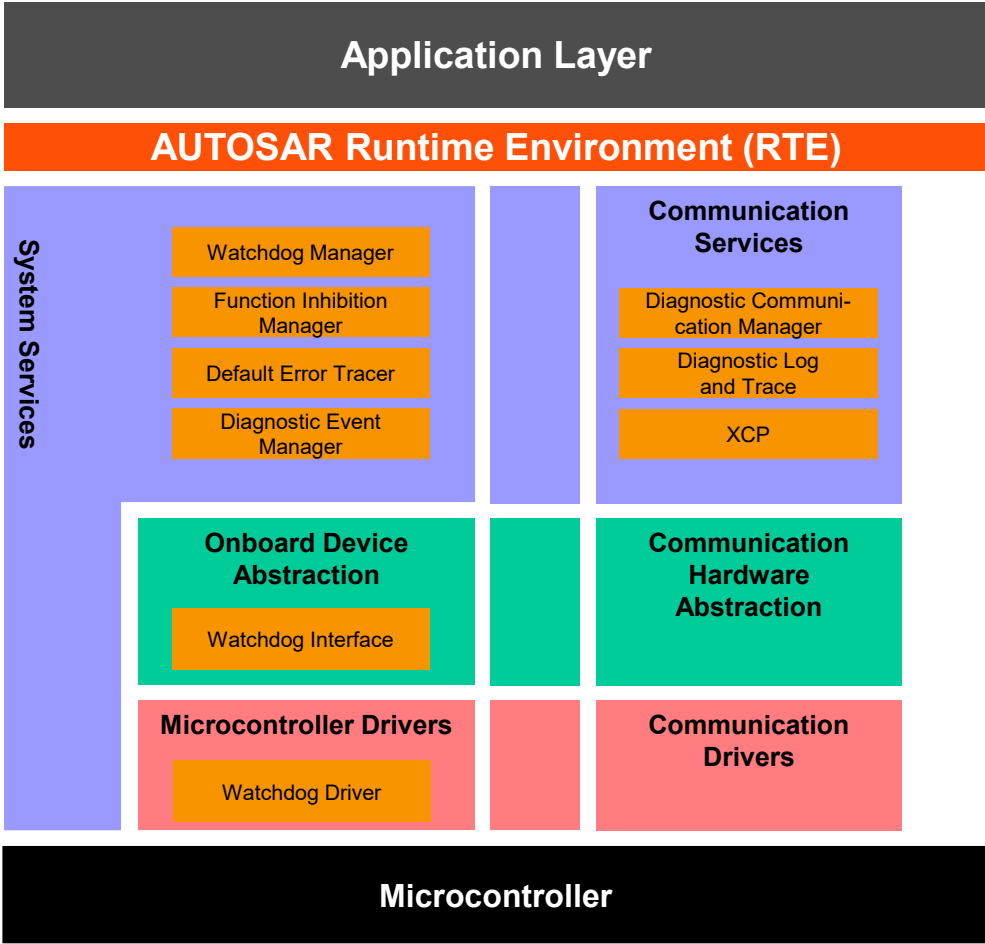 Application Layer
AUTOSAR Runtime Environment (RTE)
System Services
Watchdog Manager
Function Inhibition
Manager
Default Error Tracer
Diagnostic Event
Manager
Communication
Services
Diagnostic Communi-
cation Manager
Diagnostic Log
and Trace
XCP
Onboard Device
Abstraction
Watchdog Interface
Communication
Hardware
Abstraction
Microcontroller Drivers
Watchdog Driver
Communication
Drivers
Microcontroller